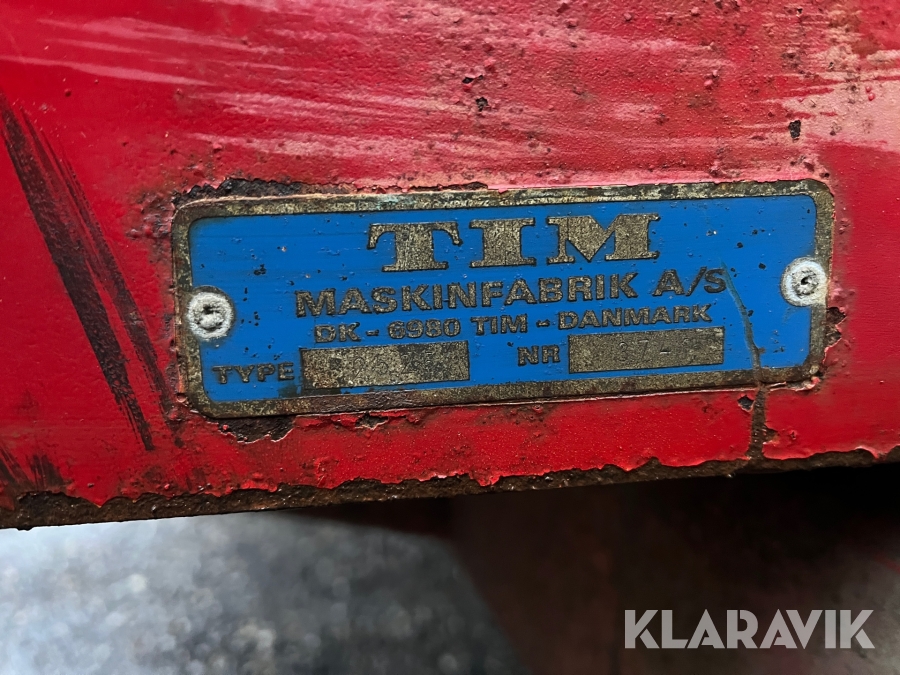 TIM
MASKINFABRIK A/S
DK - 6980 TIM - DANMARK
TYPE NR
KLARAVIK